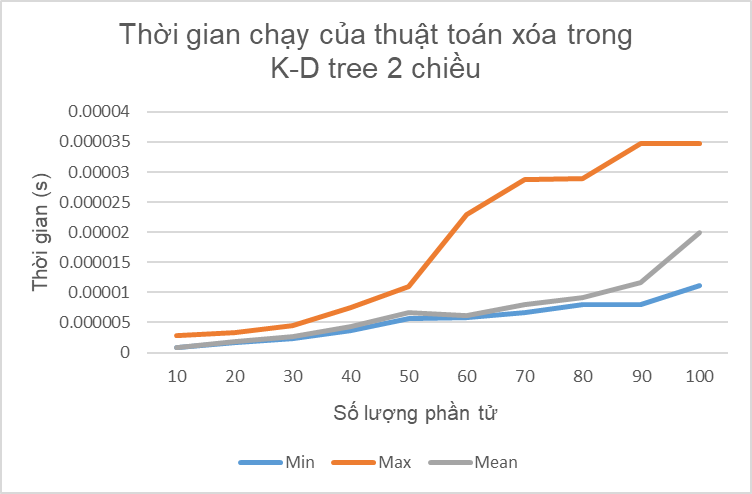 Thời gian chạy của thuật toán xóa trong
K-D tree 2 chiều
0.00004
0.000035
0.00003
0.000025
0.00002
0.000015
0.00001
0.000005
0
Thời gian (s)
10 20 30 40 50 60 70 80 90 100
Số lượng phần tử
Min Max Mean